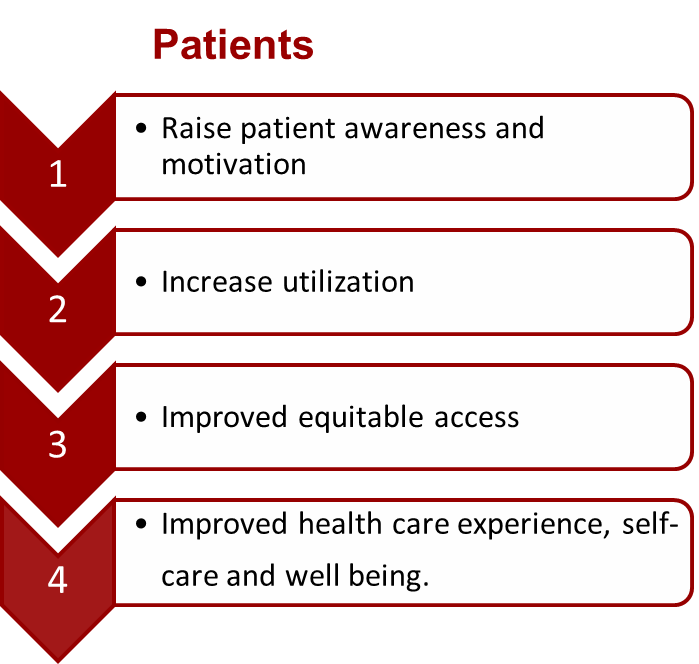 Patients
1
• Raise patient awareness and
motivation
2
• Increase utilization
3
• Improved equitable access
4
• Improved health care experience, self-
care and well being.